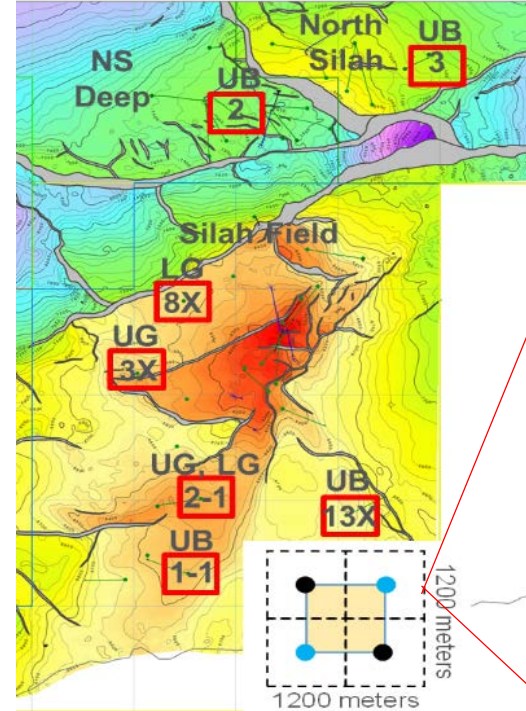 North
Silah
UB
3
NS
Deep
UB
2
Silah Field
LG
8X
UG
3X
UG, LG
2-1
UB
13X
UB
1-1
1200 meters
1200 meters